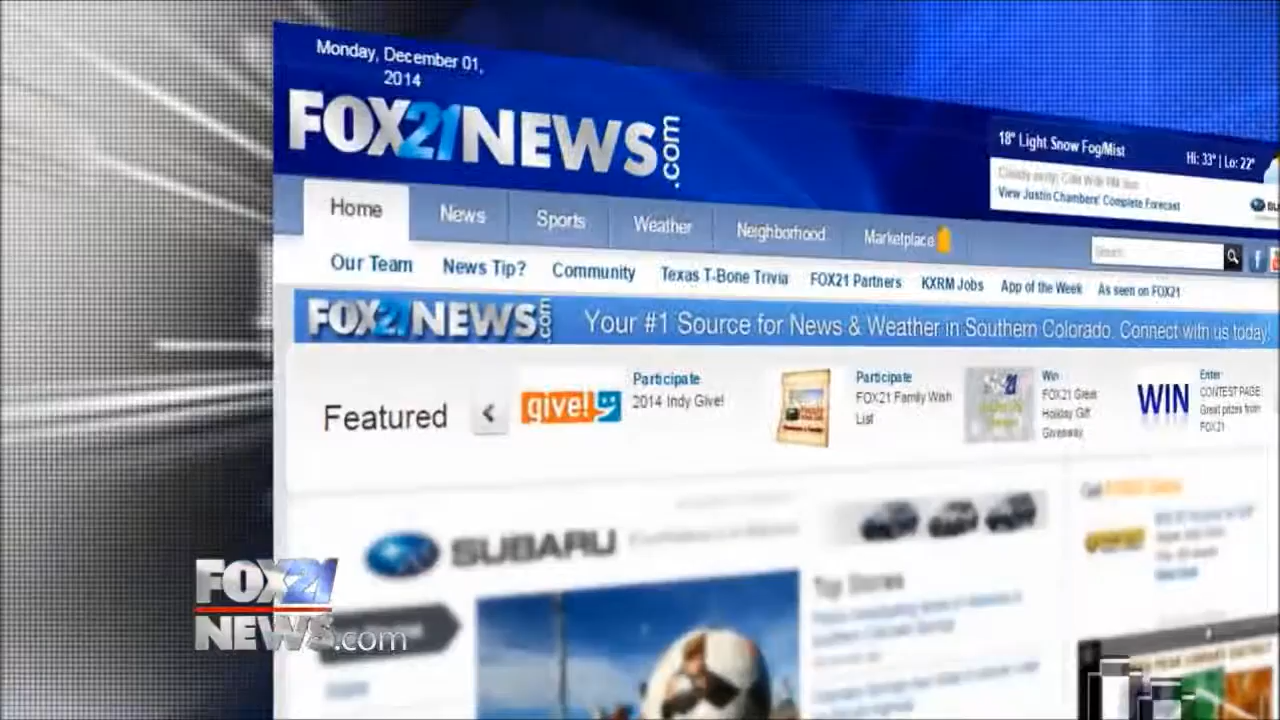 Monday, December 01,
2014
FOX21NEWS.com
18° Light Snow Fog/Mist
Hi: 33° | Lo: 22°
View Justin Chambers' Complete Forecast
Home
News
Sports
Weather
Neighborhood
Marketplace
Search
Our Team
News Tip?
Community
Texas T-Bone Trivia
FOX21 Partners
KXRM Jobs
App of the Week
As seen on FOX21
FOX21NEWS.com
Your #1 Source for News & Weather in Southern Colorado. Connect with us today!
Featured
<
give!
Participate
2014 Indy Give!
Participate
FOX21 Family Wish
List
Win
FOX21 Great
Holiday Gift
Giveaway
WIN
Enter
CONTEST PAGE:
Great prizes from
FOX21
SUBARU
Top Stories
FOX21
NEWS.com